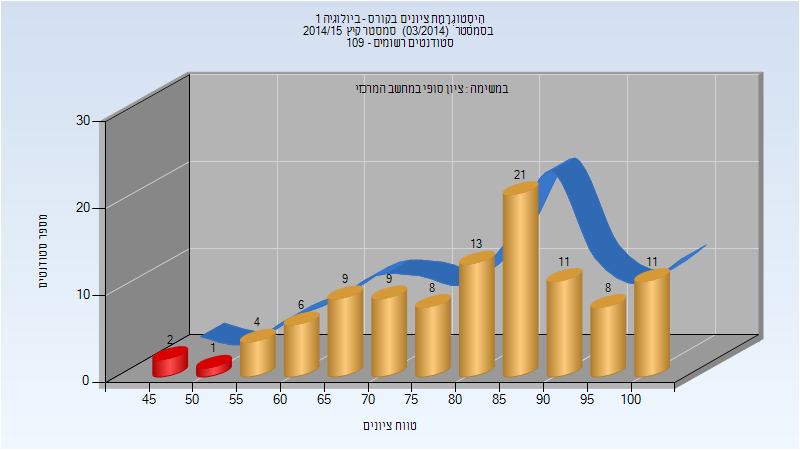 היסטוגרמת ציונים בקורס - ביולוגיה 1
בסמסטר (03/2014) סמסטר קיץ 2014/15
סטודנטים רשומים - 109
במשימה : ציון סופי במחשב המרכזי
מספר סטודנטים
30
20
10
0
2
1
4
6
9
9
8
13
21
11
8
11
45 50 55 60 65 70 75 80 85 90 95 100
טווח ציונים